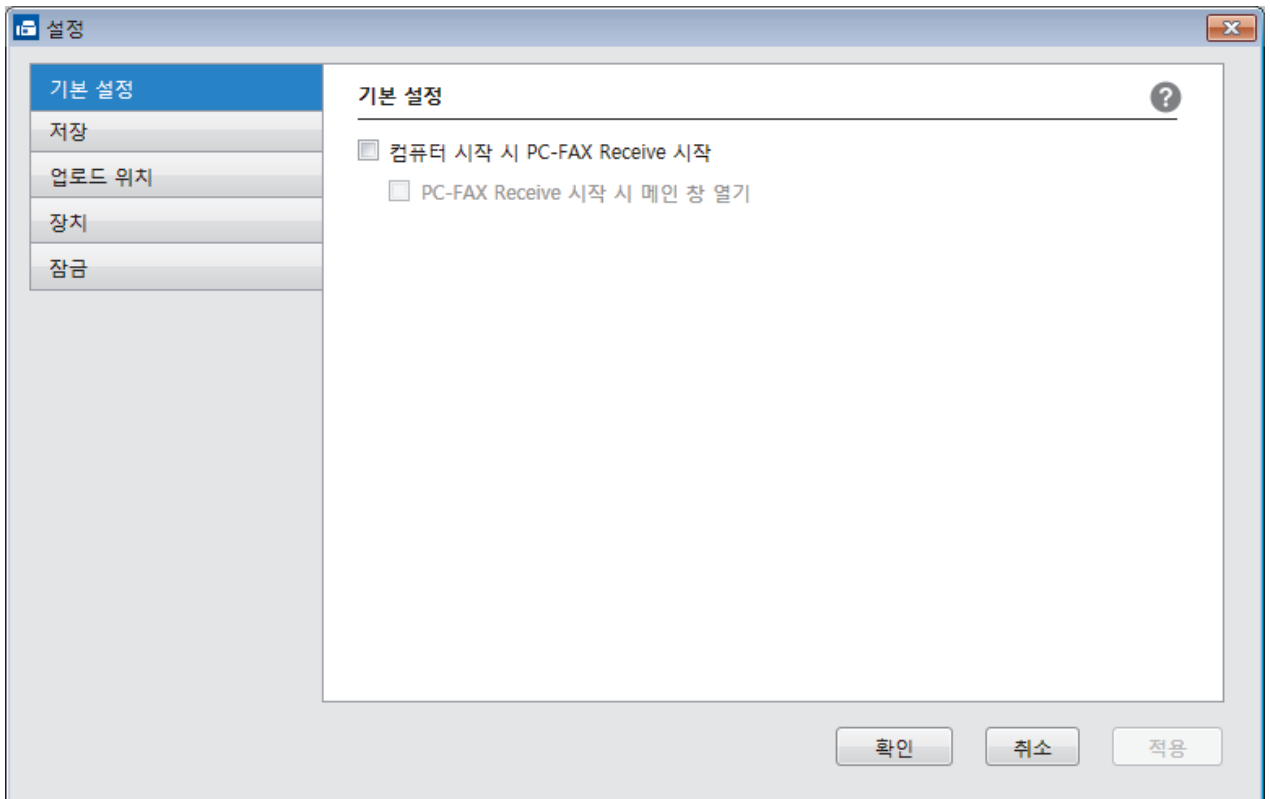 설정
기본 설정
저장
업로드 위치
장치
잠금
기본 설정
?
컴퓨터 시작 시 PC-FAX Receive 시작
PC-FAX Receive 시작 시 메인 창 열기
확인
취소
적용